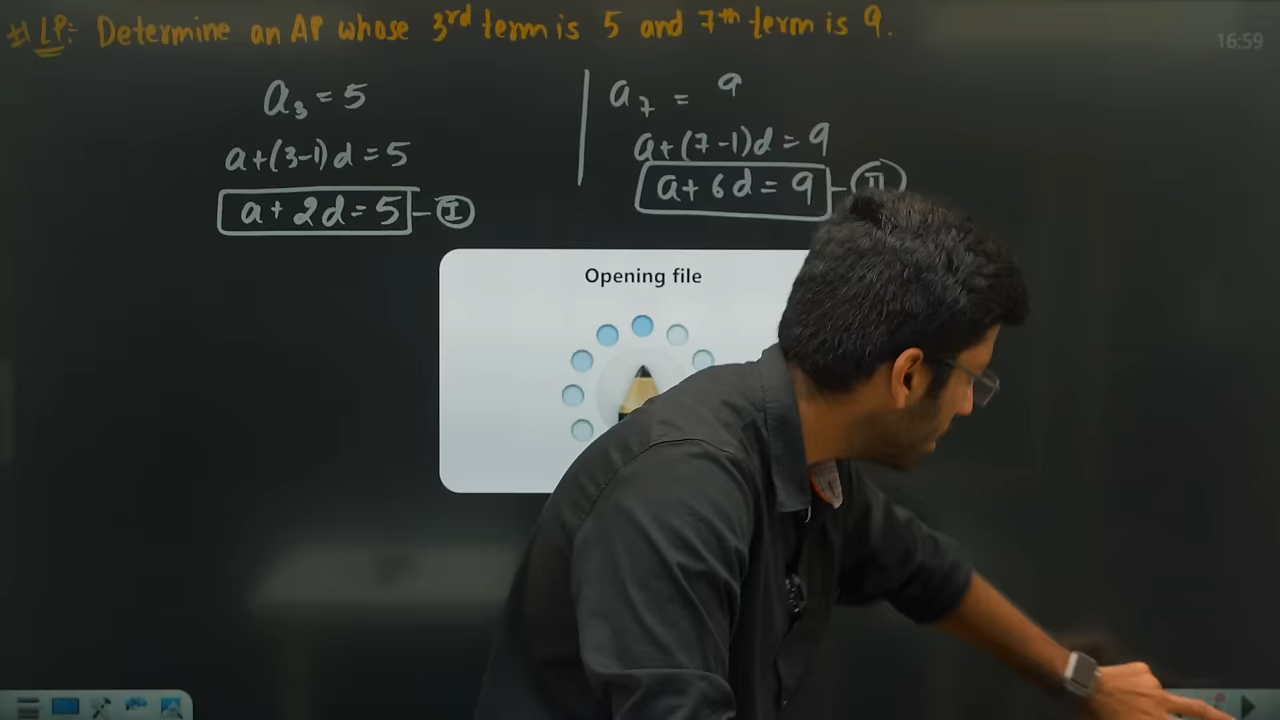 # LP:- Determine an AP whose 3rd term is 5 and 7th term is 9.
16:59
a3 = 5
a+(3-1)d = 5
a + 2d = 5 - I
a7 = 9
a+(7-1)d = 9
a + 6d = 9 - II
Opening file